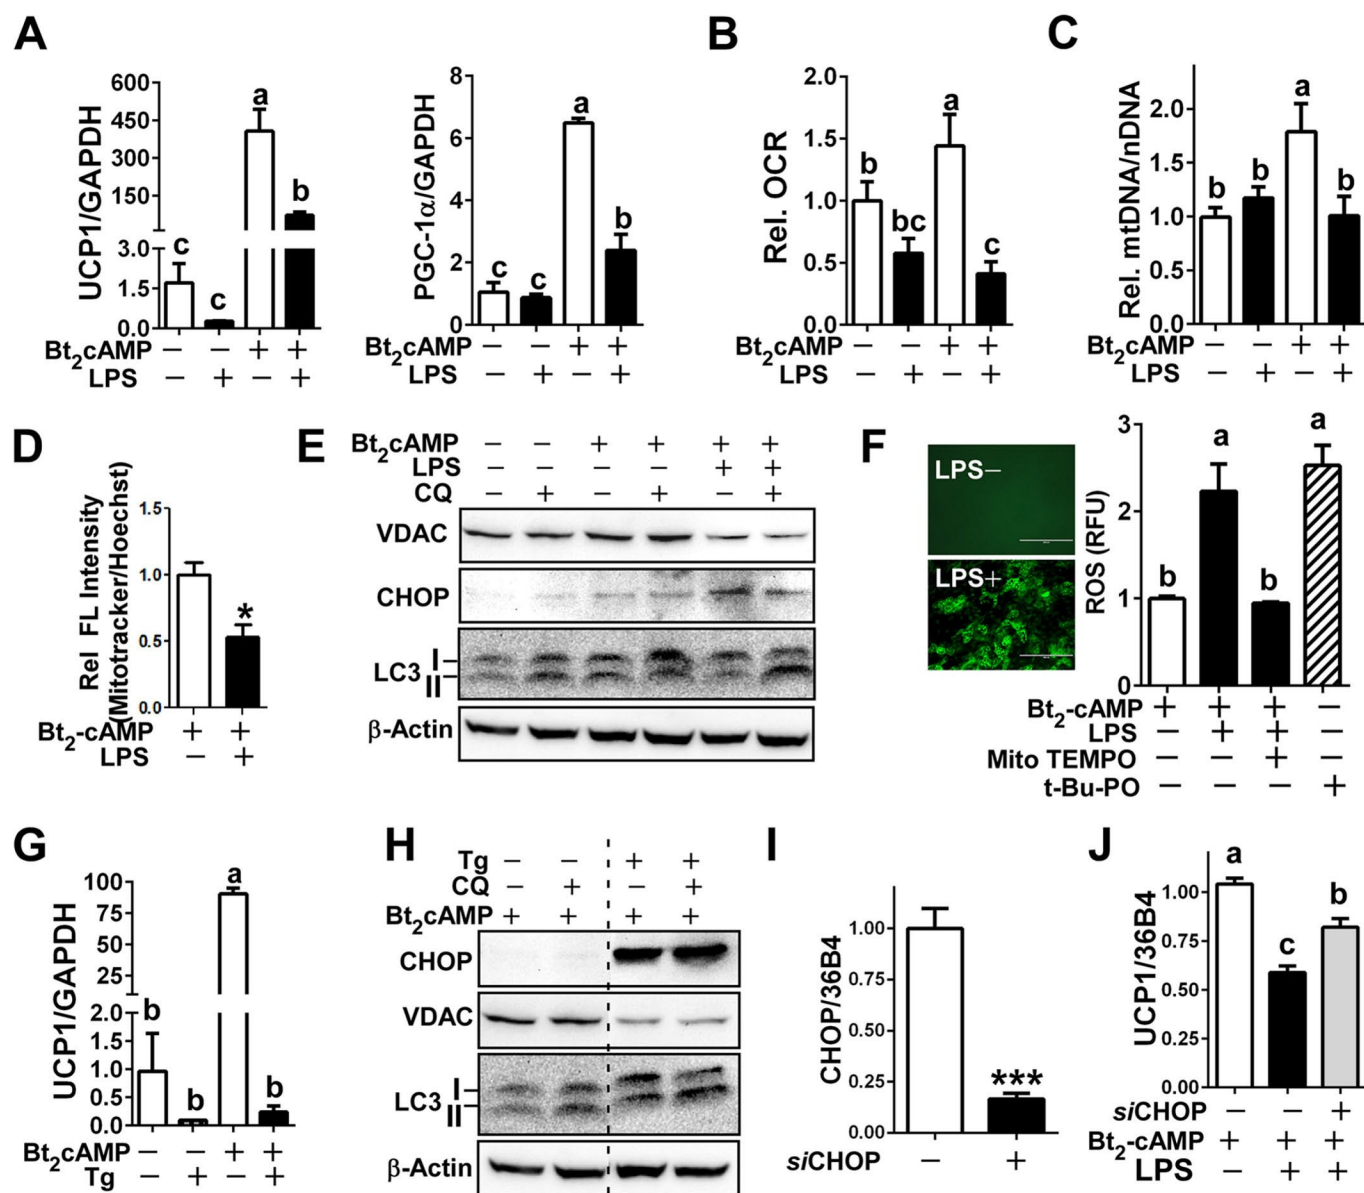 A
UCP1/GAPDH
600
450
300
150
3.0
1.5
0.0
c
c
a
b
Bt2cAMP − − + +
LPS − + − +
PGC-1α/GAPDH
8
6
4
2
0
c
c
a
b
− − + +
− + − +
B
Rel. OCR
2.0
1.5
1.0
0.5
0.0
b
bc
a
c
Bt2cAMP − − + +
LPS − + − +
C
Rel. mtDNA/nDNA
2.0
1.5
1.0
0.5
0.0
b
b
a
b
Bt2cAMP − − + +
LPS − + − +
D
Rel FL Intensity
(Mitotracker/Hoechst)
1.5
1.0
0.5
0.0
*
Bt2-cAMP + +
LPS − +
E
Bt2cAMP − − + + + +
LPS − − − − + +
CQ − + − + − +
VDAC
CHOP
LC3 I
II
β-Actin
F
LPS−
LPS+
ROS (RFU)
3
2
1
0
b
a
b
a
Bt2-cAMP + + + −
LPS − + + −
Mito TEMPO − − + −
t-Bu-PO − − − +
G
UCP1/GAPDH
100
75
50
25
2.0
1.5
1.0
0.5
0.0
b
b
a
b
Bt2cAMP − − + +
Tg − + − +
H
Tg − − + +
CQ − + − +
Bt2cAMP + + + +
CHOP
VDAC
LC3 I
II
β-Actin
I
CHOP/36B4
1.00
0.75
0.50
0.25
0.00
***
siCHOP − +
J
UCP1/36B4
1.00
0.75
0.50
0.25
0.00
a
c
b
siCHOP − − +
Bt2-cAMP + + +
LPS − + +